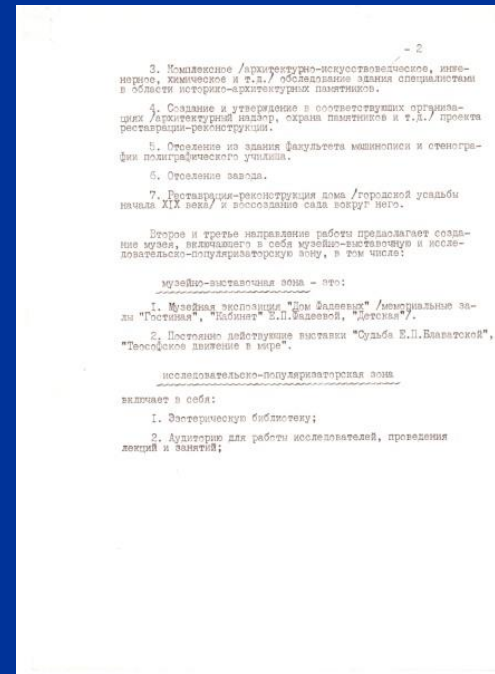 - 2
3. Комплексное /архитектурно-искусствоведческое, инже-
нерное, химическое и т.д./ обследование здания специалистами
в области историко-архитектурных памятников.
4. Создание и утверждение в соответствующих организа-
циях /архитектурный надзор, охрана памятников и т.д./ проекта
реставрации-реконструкции.
5. Отселение из здания факультета машинописи и стеногра-
фии полиграфического училища.
6. Отселение завода.
7. Реставрация-реконструкция дома /городской усадьбы
начала XIX века/ и воссоздание сада вокруг него.
Второе и третье направление работы предполагает созда-
ние музея, включающего в себя музейно-выставочную и иссле-
довательско-популяризаторскую зону, в том числе:
музейно-выставочная зона - это:
I. Музейная экспозиция "Дом Фадеевых" /мемориальные за-
лы "Гостиная", "Кабинет" Е.П.Фадеевой, "Детская"/.
2. Постоянно действующие выставки "Судьба Е.П.Блаватской",
"Теософское движение в мире".
исследовательско-популяризаторская зона
включает в себя:
I. Эзотерическую библиотеку;
2. Аудиторию для работы исследователей, проведения
лекций и занятий;